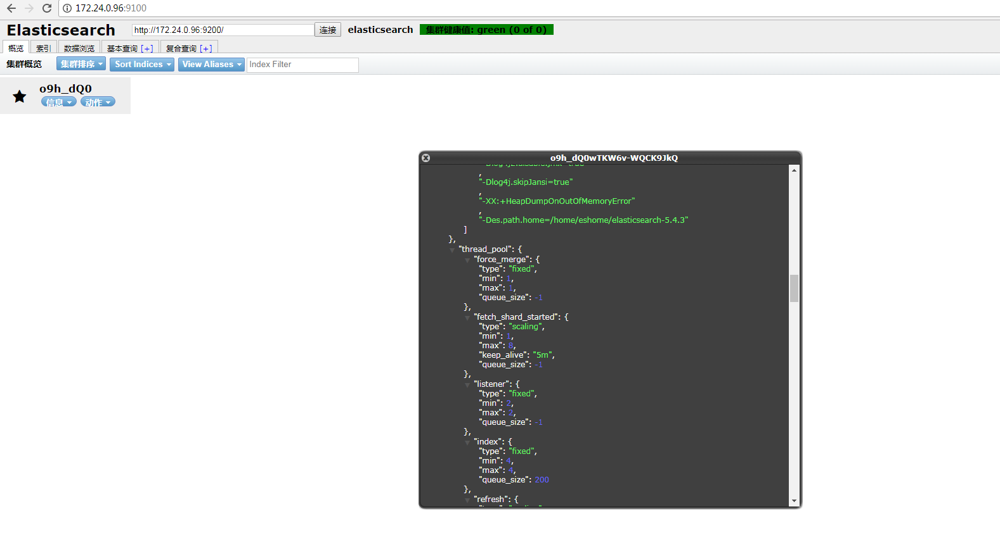 172.24.0.96:9100
Elasticsearch http://172.24.0.96:9200/ 连接 elasticsearch 集群健康值: green (0 of 0)
概览 索引 数据浏览 基本查询 [+] 复合查询 [+]
集群概览 集群排序 Sort Indices View Aliases Index Filter
o9h_dQ0
信息 动作
o9h_dQ0wTKW6v-WQCK9JkQ
"-Dlog4j2.disable.jmx=true"
,
"-Dlog4j.skipJansi=true"
,
"-XX:+HeapDumpOnOutOfMemoryError"
,
"-Des.path.home=/home/eshome/elasticsearch-5.4.3"
]
},
"thread_pool": {
"force_merge": {
"type": "fixed",
"min": 1,
"max": 1,
"queue_size": -1
},
"fetch_shard_started": {
"type": "scaling",
"min": 1,
"max": 8,
"keep_alive": "5m",
"queue_size": -1
},
"listener": {
"type": "fixed",
"min": 2,
"max": 2,
"queue_size": -1
},
"index": {
"type": "fixed",
"min": 4,
"max": 4,
"queue_size": 200
},
"refresh": {